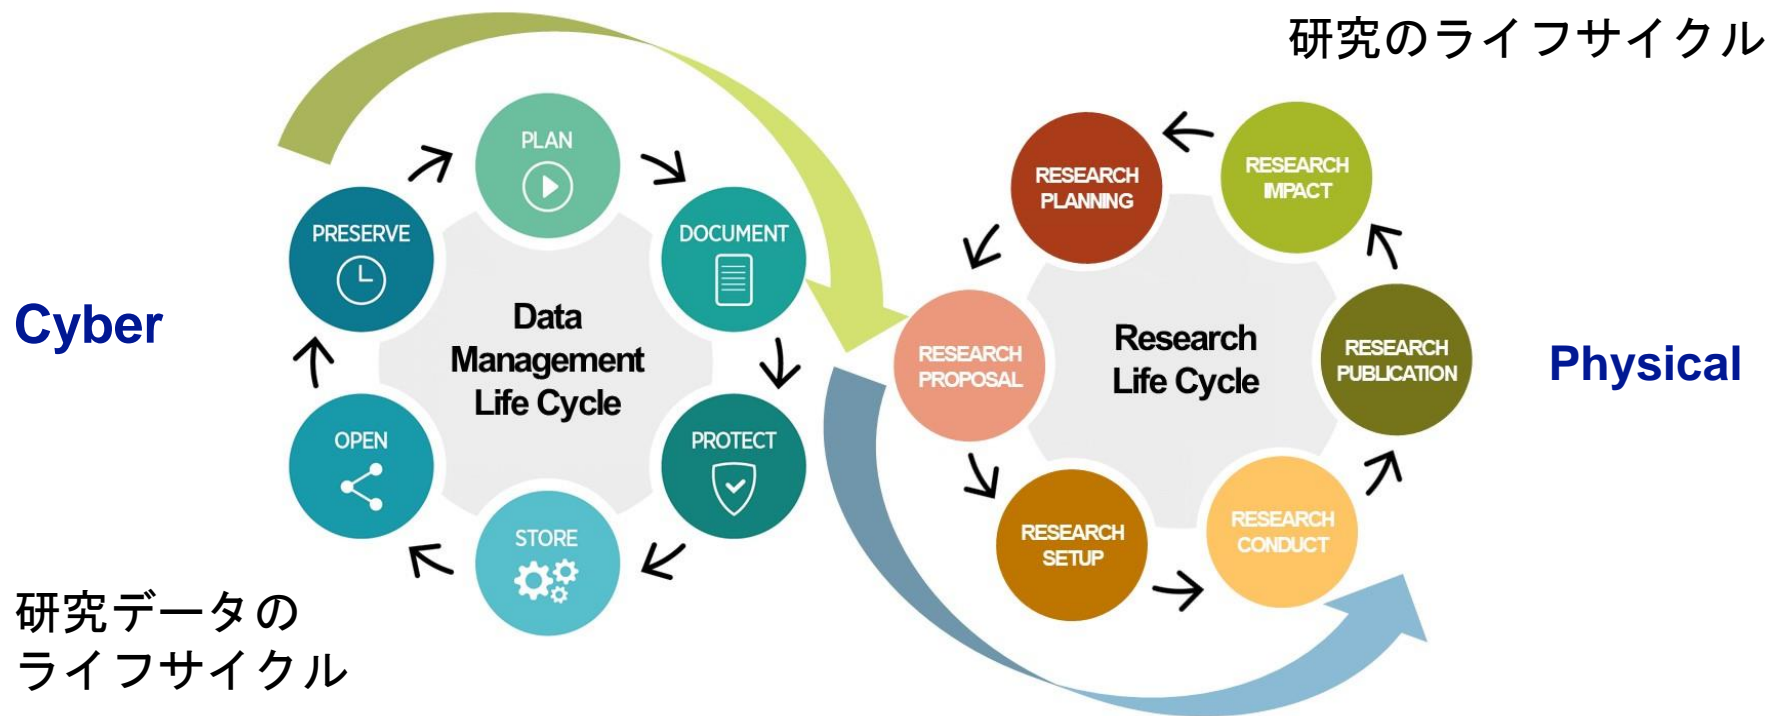 研究のライフサイクル
Cyber
研究データの
ライフサイクル
Data
Management
Life Cycle
PLAN
DOCUMENT
PROTECT
STORE
OPEN
PRESERVE
Research
Life Cycle
RESEARCH
PLANNING
RESEARCH
PROPOSAL
RESEARCH
SETUP
RESEARCH
CONDUCT
RESEARCH
PUBLICATION
RESEARCH
IMPACT
Physical